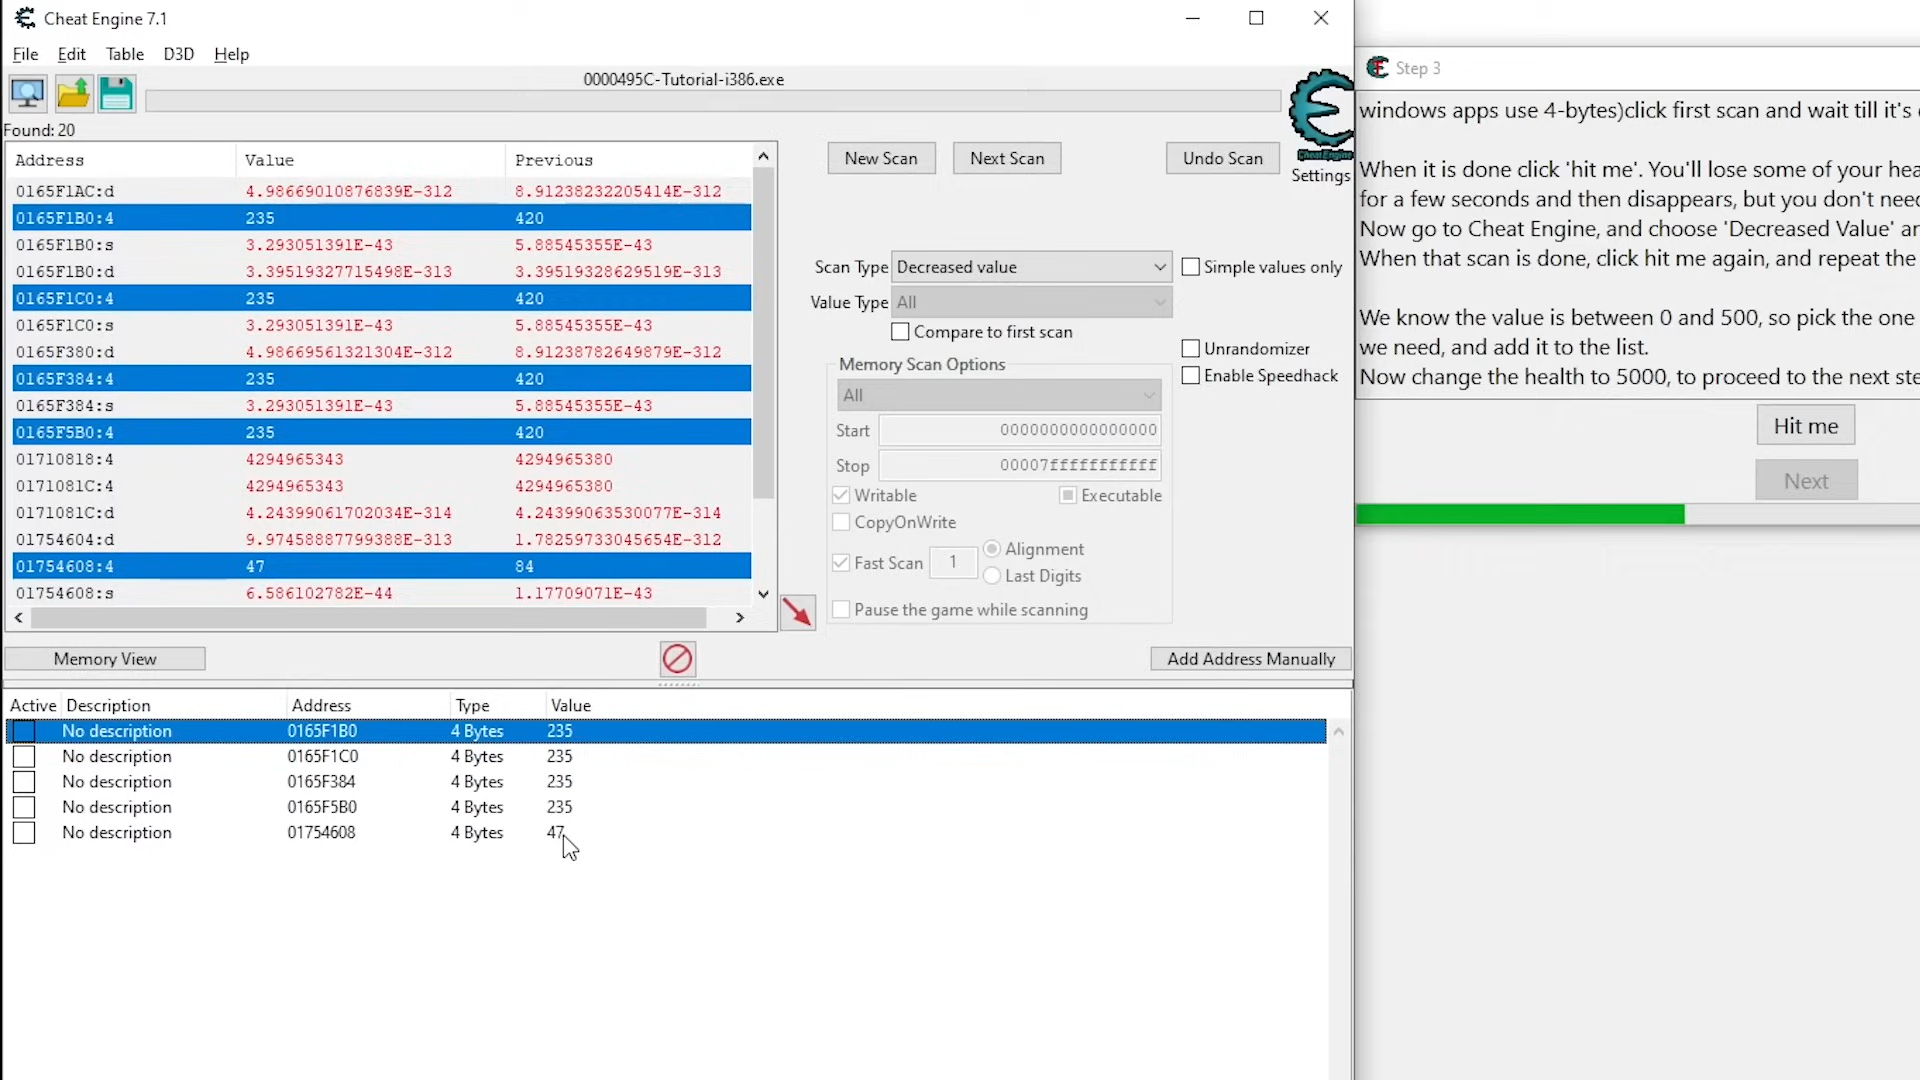 Cheat Engine 7.1
File Edit Table D3D Help
0000495C-Tutorial-i386.exe
Found: 20
Address Value Previous
0165F1AC:d 4.98669010876839E-312 8.91238232205414E-312
0165F1B0:4 235 420
0165F1B0:s 3.293051391E-43 5.88545355E-43
0165F1B0:d 3.39519327715498E-313 3.39519328629519E-313
0165F1C0:4 235 420
0165F1C0:s 3.293051391E-43 5.88545355E-43
0165F380:d 4.98669561321304E-312 8.91238782649879E-312
0165F384:4 235 420
0165F384:s 3.293051391E-43 5.88545355E-43
0165F5B0:4 235 420
01710818:4 4294965343 4294965380
0171081C:4 4294965343 4294965380
0171081C:d 4.24399061702034E-314 4.24399063530077E-314
01754604:d 9.97458887799388E-313 1.78259733045654E-312
01754608:4 47 84
01754608:s 6.586102782E-44 1.17709071E-43
New Scan Next Scan Undo Scan
Cheat Engine
Settings
Scan Type Decreased value Simple values only
Value Type All
Compare to first scan
Memory Scan Options
All
Start 0000000000000000
Stop 00007fffffffffff
Writable Executable
CopyOnWrite
Fast Scan 1 Alignment
Last Digits
Pause the game while scanning
Unrandomizer
Enable Speedhack
Memory View
Add Address Manually
Active Description Address Type Value
No description 0165F1B0 4 Bytes 235
No description 0165F1C0 4 Bytes 235
No description 0165F384 4 Bytes 235
No description 0165F5B0 4 Bytes 235
No description 01754608 4 Bytes 47
Step 3
windows apps use 4-bytes)click first scan and wait till it's
When it is done click 'hit me'. You'll lose some of your hea
for a few seconds and then disappears, but you don't need
Now go to Cheat Engine, and choose 'Decreased Value' ar
When that scan is done, click hit me again, and repeat the
We know the value is between 0 and 500, so pick the one
we need, and add it to the list.
Now change the health to 5000, to proceed to the next ste
Hit me
Next